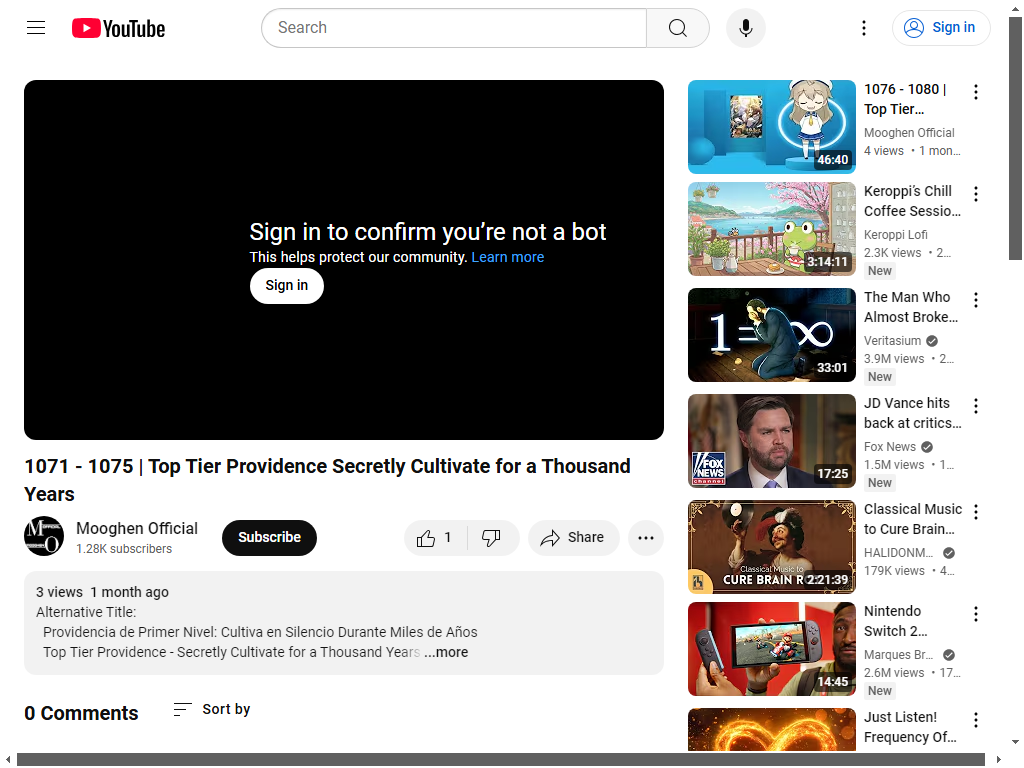 YouTube
Search
Sign in
Sign in to confirm you’re not a bot
This helps protect our community. Learn more
Sign in
1071 - 1075 | Top Tier Providence Secretly Cultivate for a Thousand
Years
Mooghen Official
1.28K subscribers
Subscribe
1
Share
3 views 1 month ago
Alternative Title:
Providencia de Primer Nivel: Cultiva en Silencio Durante Miles de Años
Top Tier Providence - Secretly Cultivate for a Thousand Years ...more
0 Comments
Sort by
46:40
1076 - 1080 |
Top Tier…
Mooghen Official
4 views • 1 mon…
3:14:11
Keroppi’s Chill
Coffee Sessio…
Keroppi Lofi
2.3K views • 2…
New
1 = ∞
33:01
The Man Who
Almost Broke…
Veritasium
3.9M views • 2…
New
FOX
NEWS
channel
17:25
JD Vance hits
back at critics…
Fox News
1.5M views • 1…
New
Classical Music to
CURE BRAIN R
2:21:39
Classical Music
to Cure Brain…
HALIDONM…
179K views • 4…
14:45
Nintendo
Switch 2…
Marques Br…
2.6M views • 17…
New
Just Listen!
Frequency Of…